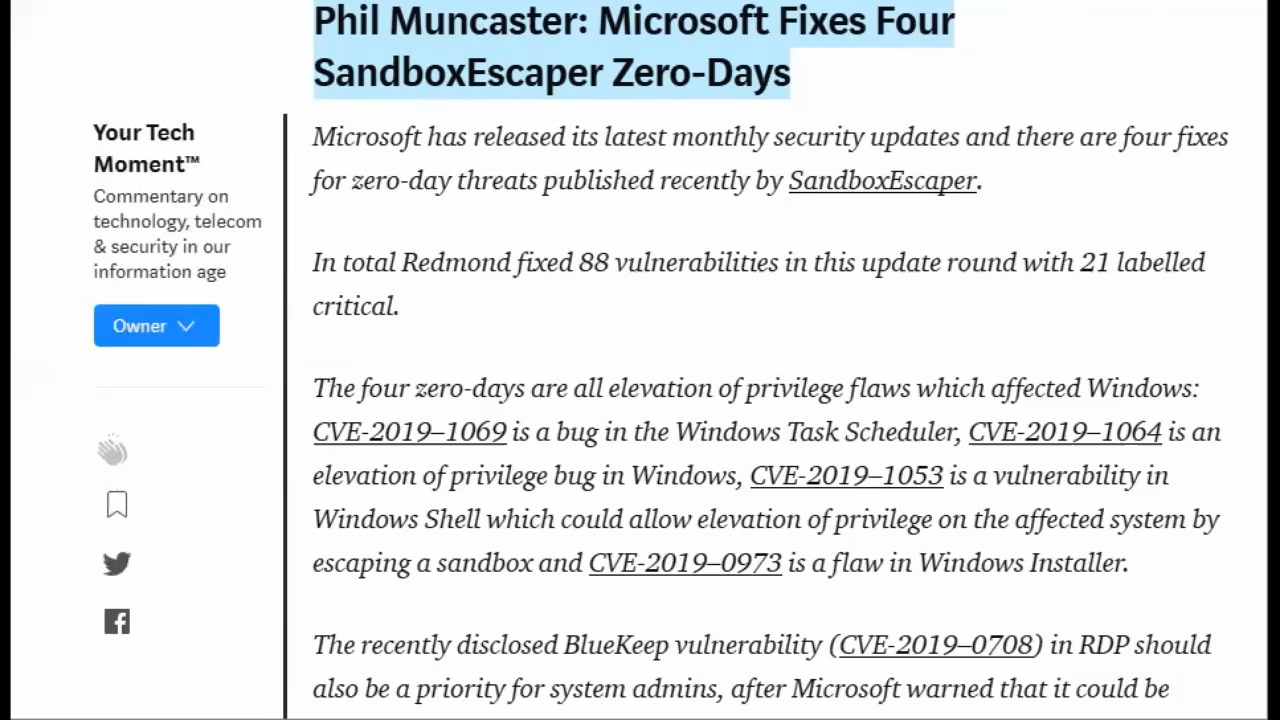 Phil Muncaster: Microsoft Fixes Four
SandboxEscaper Zero-Days
Your Tech
Moment™
Commentary on
technology, telecom
& security in our
information age
Owner
Microsoft has released its latest monthly security updates and there are four fixes
for zero-day threats published recently by SandboxEscaper.
In total Redmond fixed 88 vulnerabilities in this update round with 21 labelled
critical.
The four zero-days are all elevation of privilege flaws which affected Windows:
CVE-2019–1069 is a bug in the Windows Task Scheduler, CVE-2019–1064 is an
elevation of privilege bug in Windows, CVE-2019–1053 is a vulnerability in
Windows Shell which could allow elevation of privilege on the affected system by
escaping a sandbox and CVE-2019–0973 is a flaw in Windows Installer.
The recently disclosed BlueKeep vulnerability (CVE-2019–0708) in RDP should
also be a priority for system admins, after Microsoft warned that it could be